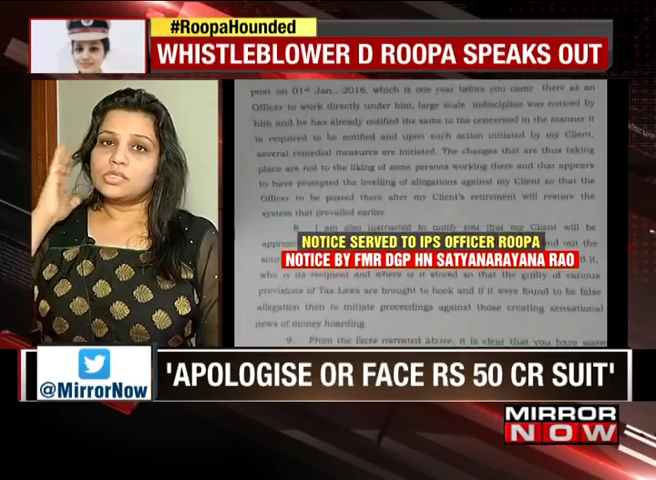 #RoopaHounded
WHISTLEBLOWER D ROOPA SPEAKS OUT
post on 01st Jan., 2016, which is one year before you came there as an
Officer to work directly under him, large scale indiscipline was noticed by
him and he has already notified the same to the concerned in the manner it
is required to be notified and upon such action initiated by my Client,
several remedial measures are initiated. The changes that are thus taking
place are not to the liking of some persons working there and that appears
to have prompted the levelling of allegations against my Client so that the
Officer to be posted there after my Client's retirement will restore the
system that prevailed earlier.
8. I am also instructed to notify you that my Client will be
NOTICE SERVED TO IPS OFFICER ROOPA
NOTICE BY FMR DGP HN SATYANARAYANA RAO
who is its recipient and where is it stored so that the guilty of various
provisions of Tax Laws are brought to book and if it were found to be false
allegation then to initiate proceedings against those creating sensational
news of money hoarding.
9. From the facts narrated above, it is clear that you have some
@MirrorNow
'APOLOGISE OR FACE RS 50 CR SUIT'
MIRROR
NOW